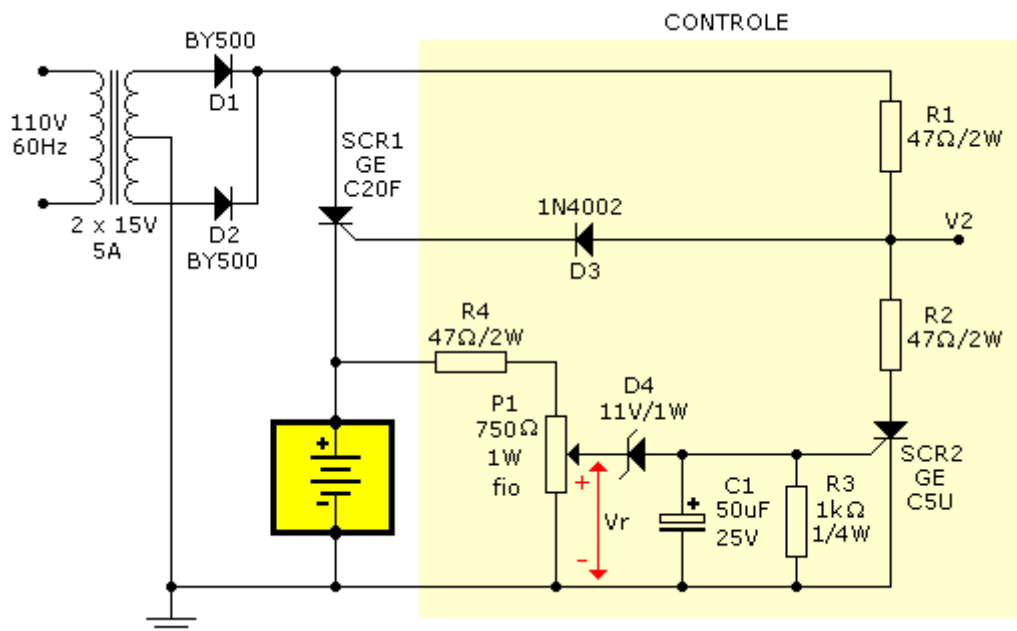 CONTROLE
BY500
D1
110V
60Hz
2 x 15V
5A
D2
BY500
SCR1
GE
C20F
1N4002
D3
R1
47Ω/2W
V2
R2
47Ω/2W
R4
47Ω/2W
P1
750Ω
1W
fio
D4
11V/1W
+
Vr
-
C1
50uF
25V
+
R3
1kΩ
1/4W
SCR2
GE
C5U
+
-